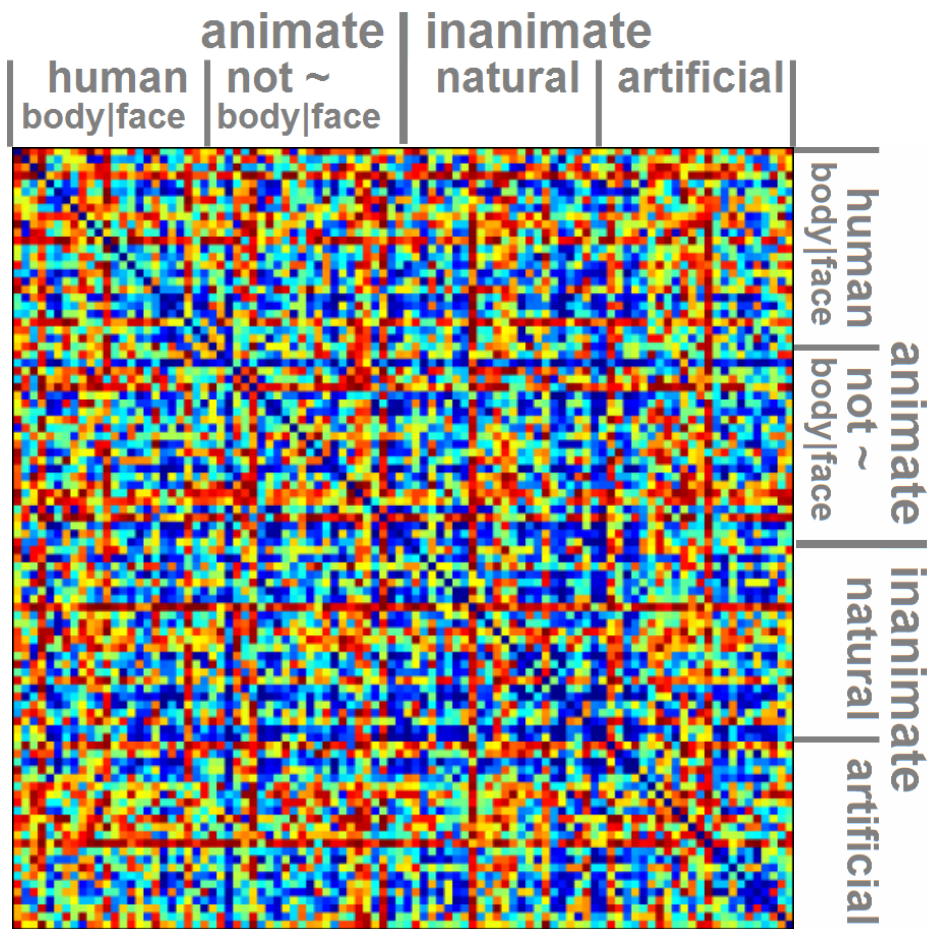 animate inanimate
human not ~ natural artificial
body|face body|face
human
body|face
not ~
body|face
animate
natural
artificial
inanimate